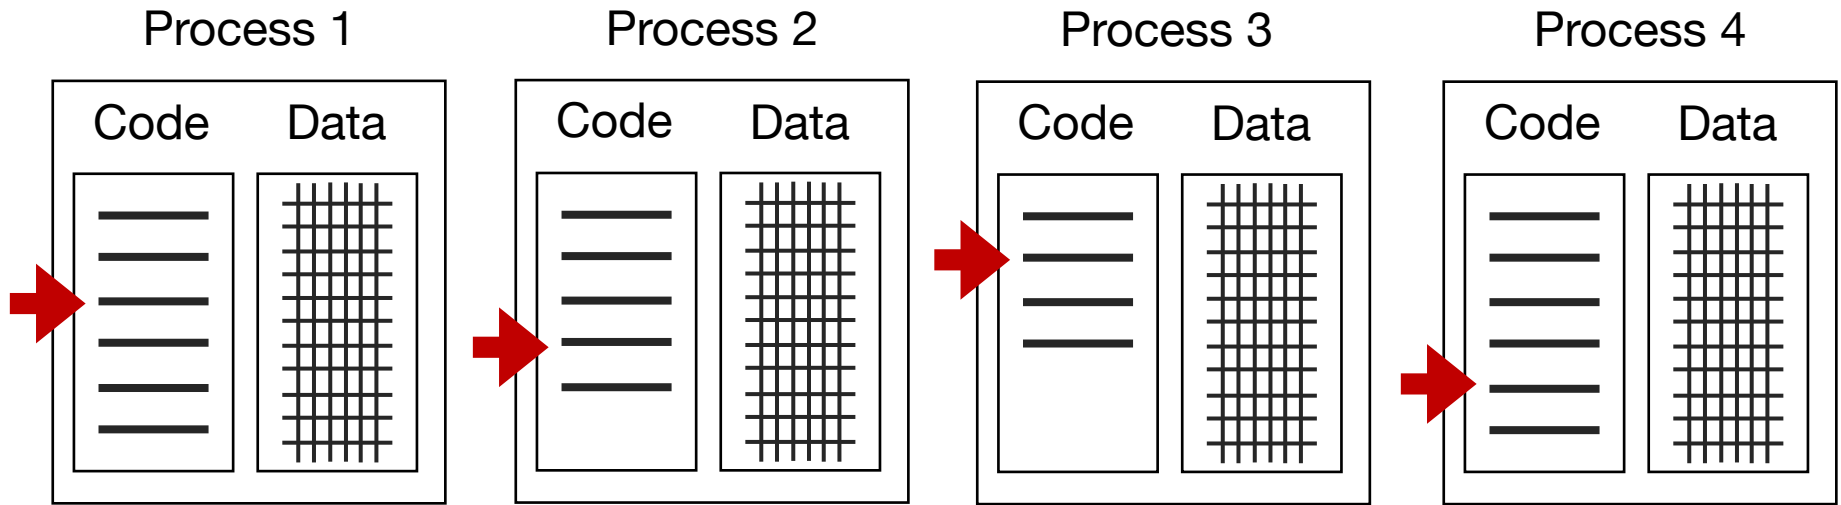 Process 1
Code Data
Process 2
Code Data
Process 3
Code Data
Process 4
Code Data